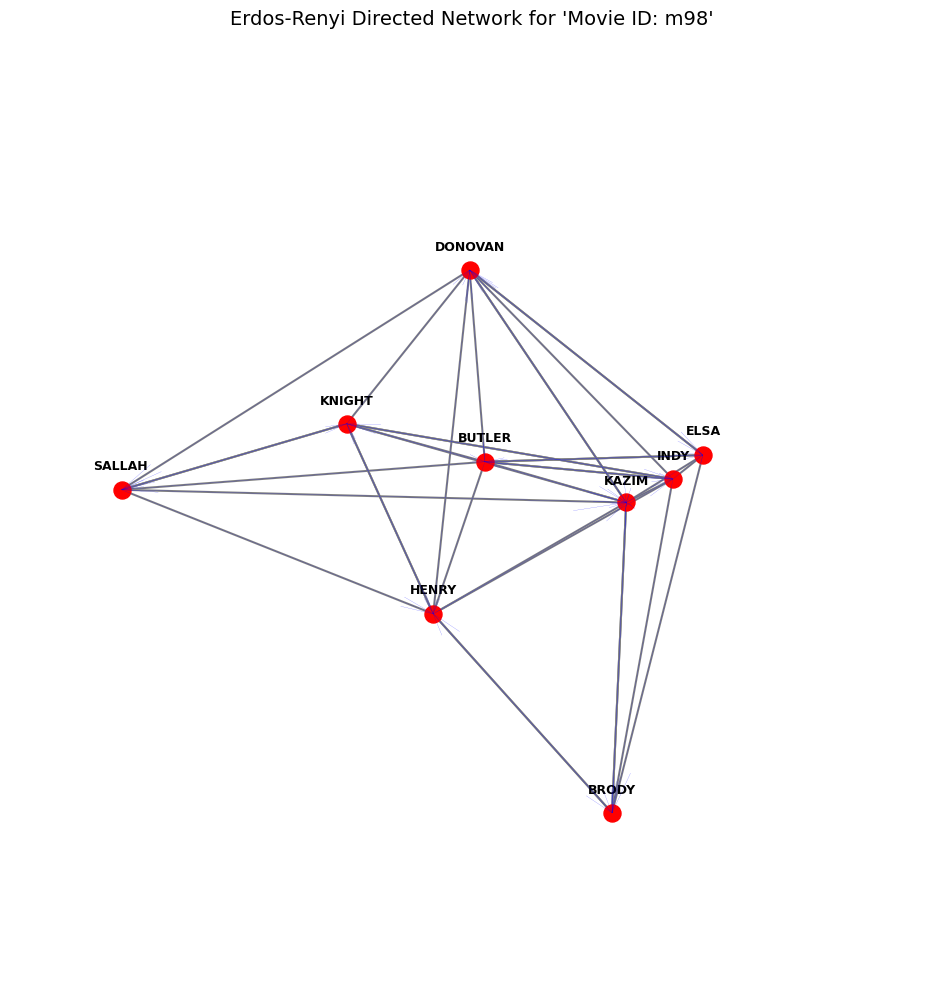 Erdos-Renyi Directed Network for 'Movie ID: m98'
DONOVAN
KNIGHT
ELSA
BUTLER
INDY
SALLAH
KAZIM
HENRY
BRODY